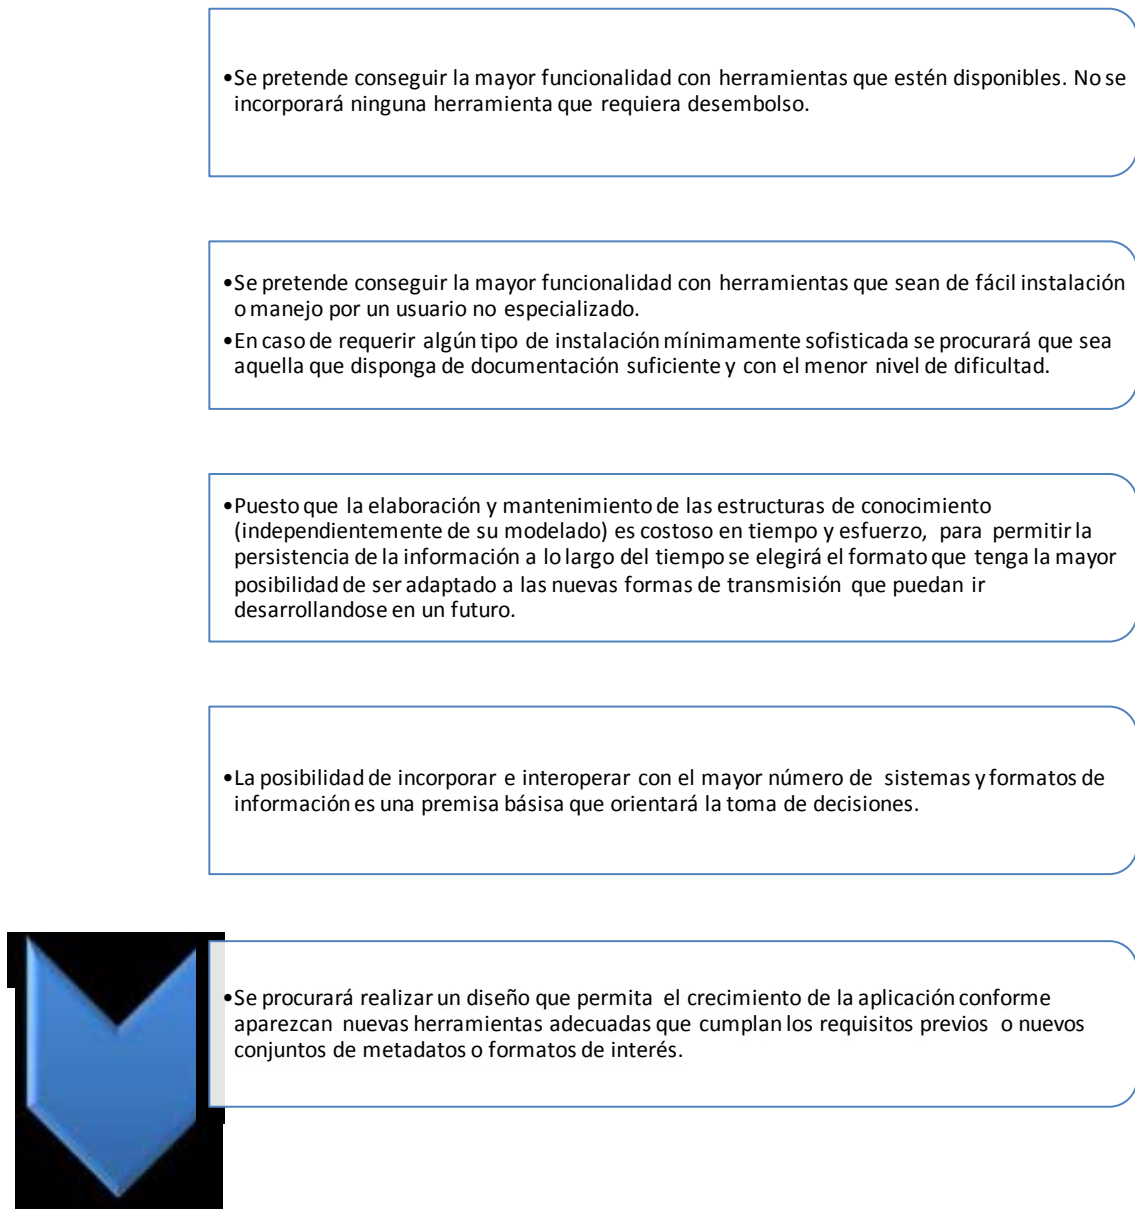 •Se pretende conseguir la mayor funcionalidad con herramientas que estén disponibles. No se
incorporará ninguna herramienta que requiera desembolso.
•Se pretende conseguir la mayor funcionalidad con herramientas que sean de fácil instalación
o manejo por un usuario no especializado.
•En caso de requerir algún tipo de instalación mínimamente sofisticada se procurará que sea
aquella que disponga de documentación suficiente y con el menor nivel de dificultad.
•Puesto que la elaboración y mantenimiento de las estructuras de conocimiento
(independientemente de su modelado) es costoso en tiempo y esfuerzo, para permitir la
persistencia de la información a lo largo del tiempo se elegirá el formato que tenga la mayor
posibilidad de ser adaptado a las nuevas formas de transmisión que puedan ir
desarrollandose en un futuro.
•La posibilidad de incorporar e interoperar con el mayor número de sistemas y formatos de
información es una premisa básisa que orientará la toma de decisiones.
•Se procurará realizar un diseño que permita el crecimiento de la aplicación conforme
aparezcan nuevas herramientas adecuadas que cumplan los requisitos previos o nuevos
conjuntos de metadatos o formatos de interés.